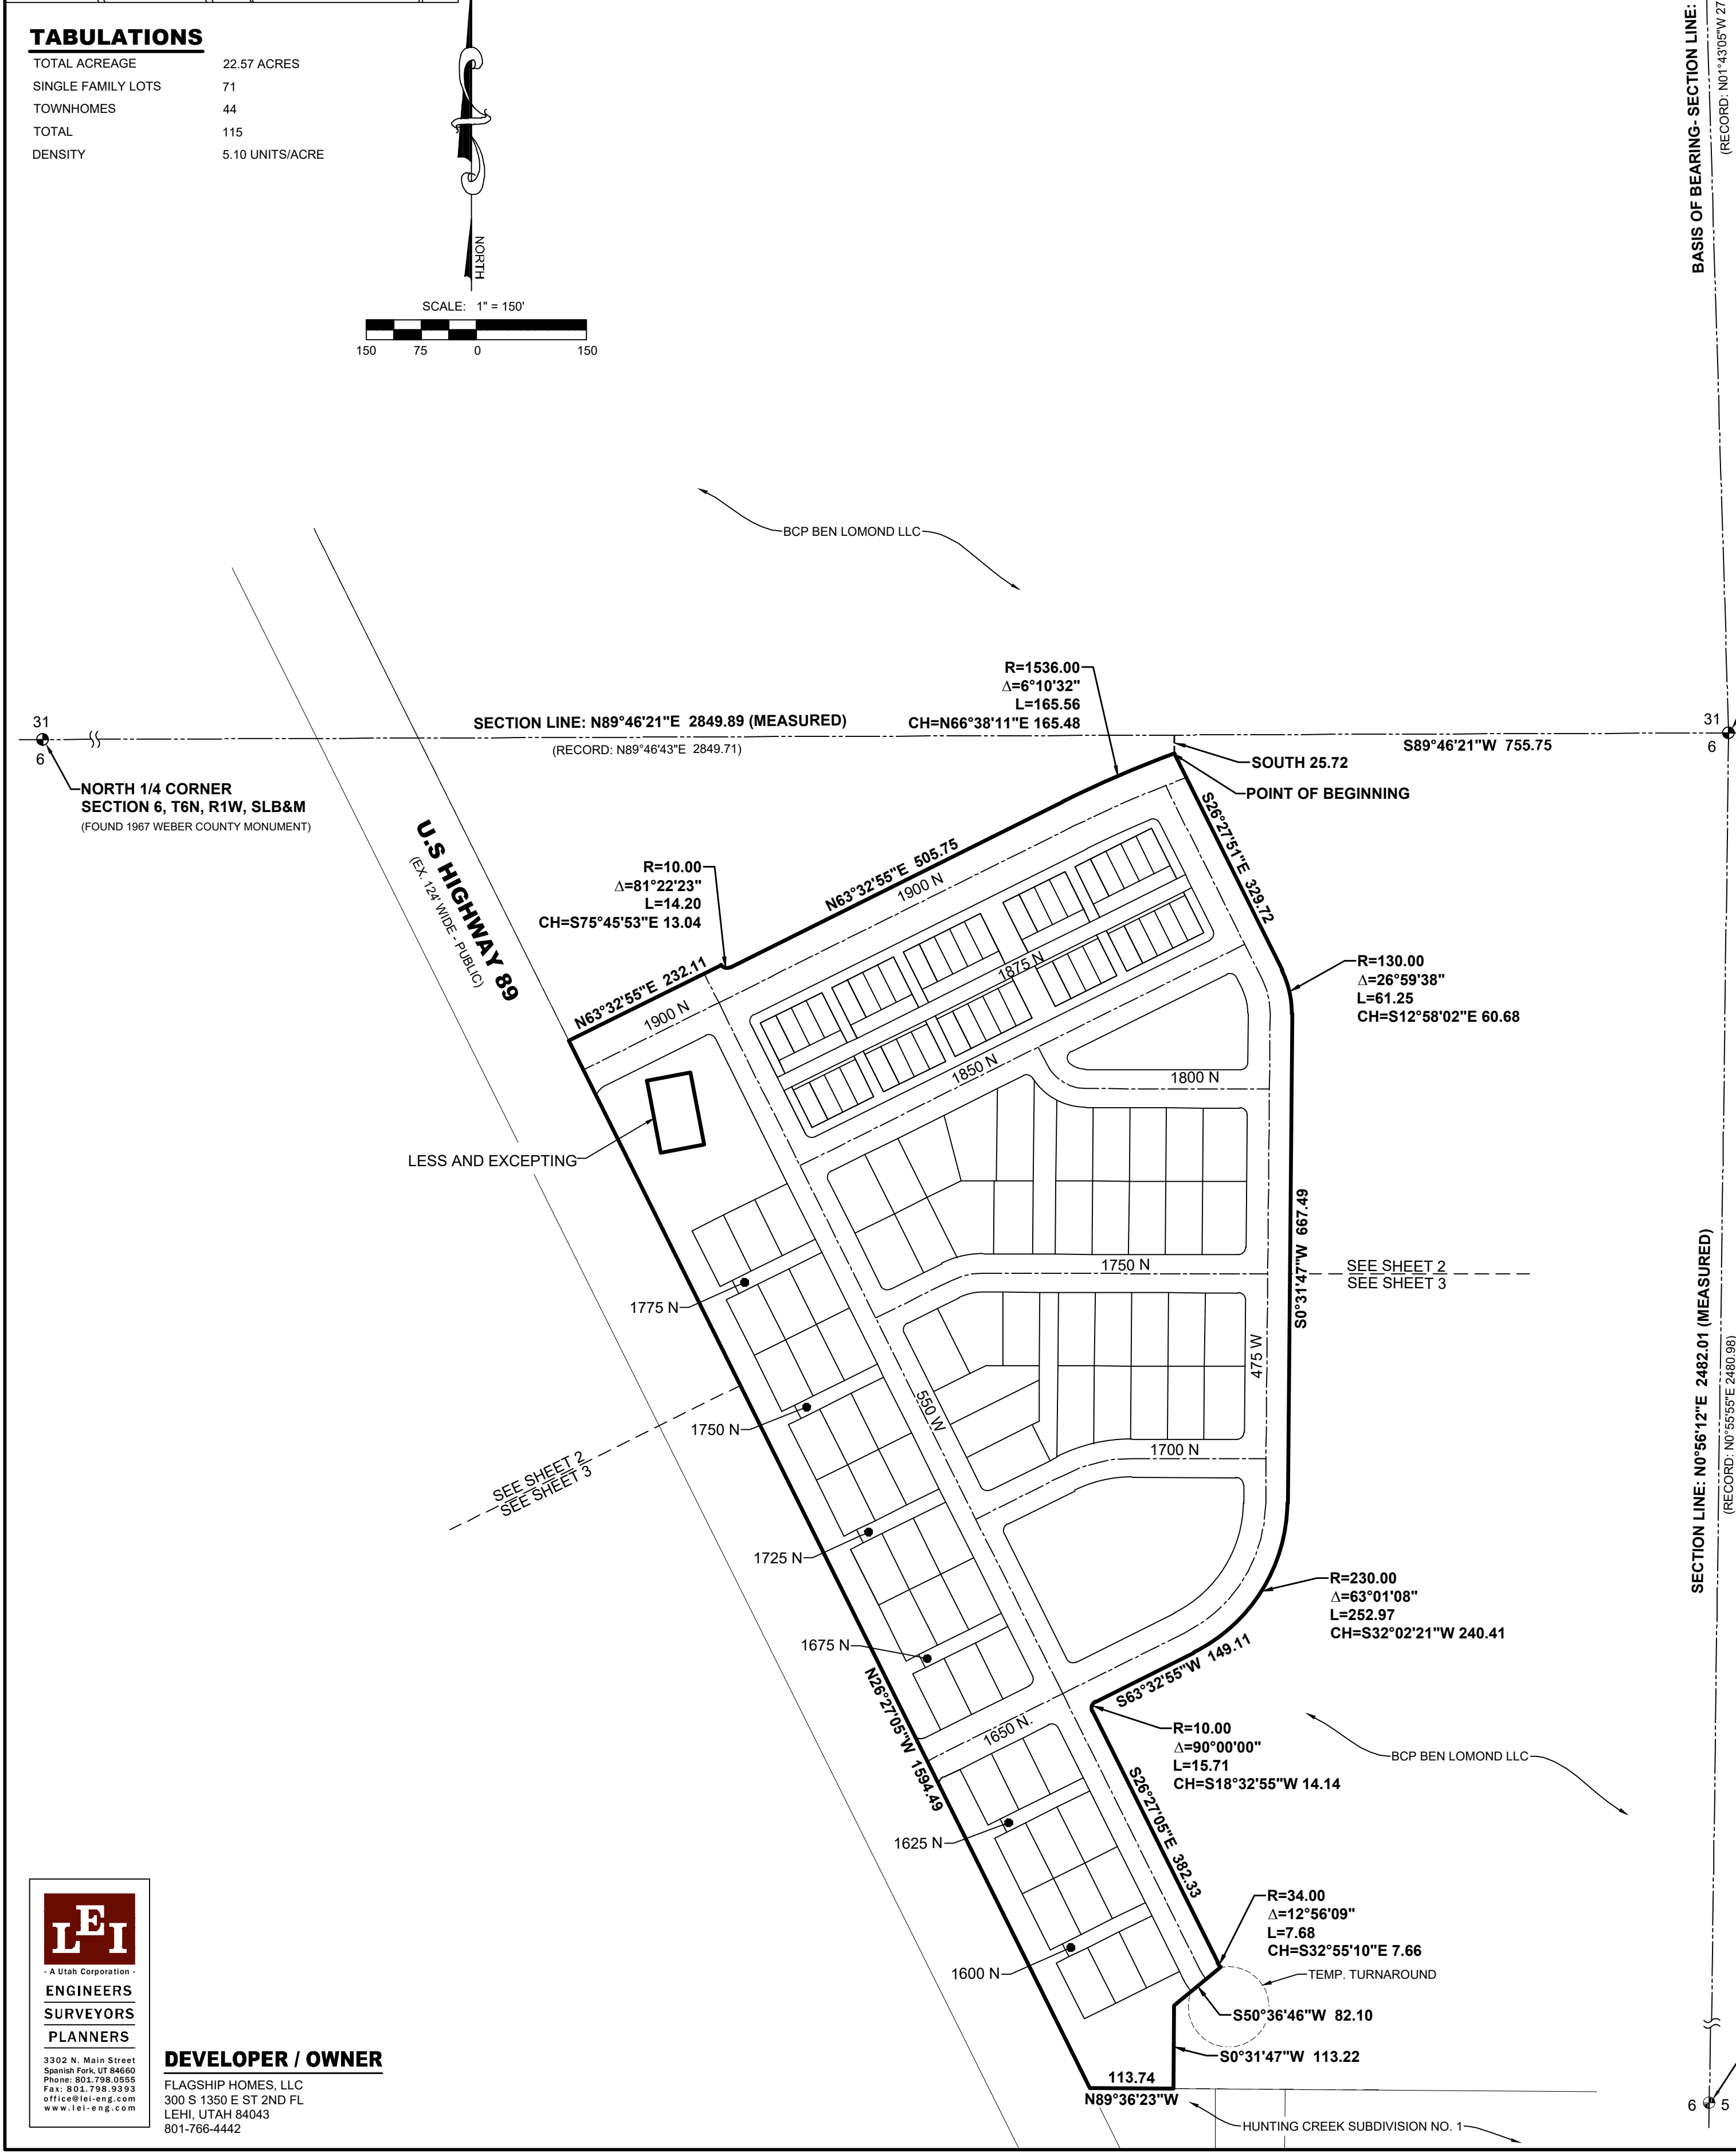 TABULATIONS
TOTAL ACREAGE 22.57 ACRES
SINGLE FAMILY LOTS 71
TOWNHOMES 44
TOTAL 115
DENSITY 5.10 UNITS/ACRE
NORTH
SCALE: 1" = 150'
150 75 0 150
BASIS OF BEARING- SECTION LINE:
(RECORD: N01°43'05"W 27
BCP BEN LOMOND LLC
R=1536.00
Δ=6°10'32"
L=165.56
CH=N66°38'11"E 165.48
31
6
SECTION LINE: N89°46'21"E 2849.89 (MEASURED)
(RECORD: N89°46'43"E 2849.71)
S89°46'21"W 755.75
31
6
NORTH 1/4 CORNER
SECTION 6, T6N, R1W, SLB&M
(FOUND 1967 WEBER COUNTY MONUMENT)
SOUTH 25.72
POINT OF BEGINNING
U.S HIGHWAY 89
(EX. 124' WIDE - PUBLIC)
R=10.00
Δ=81°22'23"
L=14.20
CH=S75°45'53"E 13.04
N63°32'55"E 505.75
1900 N
S26°27'51"E 329.72
N63°32'55"E 232.11
1900 N
1875 N
R=130.00
Δ=26°59'38"
L=61.25
CH=S12°58'02"E 60.68
1850 N
1800 N
LESS AND EXCEPTING
S0°31'47"W 667.49
1750 N
SEE SHEET 2
SEE SHEET 3
1775 N
475 W
550 W
1750 N
1700 N
SEE SHEET 2
SEE SHEET 3
1725 N
SECTION LINE: N0°56'12"E 2482.01 (MEASURED)
(RECORD: N0°55'55"E 2480.98)
R=230.00
Δ=63°01'08"
L=252.97
CH=S32°02'21"W 240.41
1675 N
S63°32'55"W 149.11
N26°27'05"W 1594.49
1650 N.
R=10.00
Δ=90°00'00"
L=15.71
CH=S18°32'55"W 14.14
BCP BEN LOMOND LLC
S26°27'05"E 382.33
1625 N
R=34.00
Δ=12°56'09"
L=7.68
CH=S32°55'10"E 7.66
1600 N
TEMP. TURNAROUND
S50°36'46"W 82.10
S0°31'47"W 113.22
113.74
N89°36'23"W
HUNTING CREEK SUBDIVISION NO. 1
6 5
LEI
- A Utah Corporation -
ENGINEERS
SURVEYORS
PLANNERS
3302 N. Main Street
Spanish Fork, UT 84660
Phone: 801.798.0555
Fax: 801.798.9393
office@lei-eng.com
www.lei-eng.com
DEVELOPER / OWNER
FLAGSHIP HOMES, LLC
300 S 1350 E ST 2ND FL
LEHI, UTAH 84043
801-766-4442